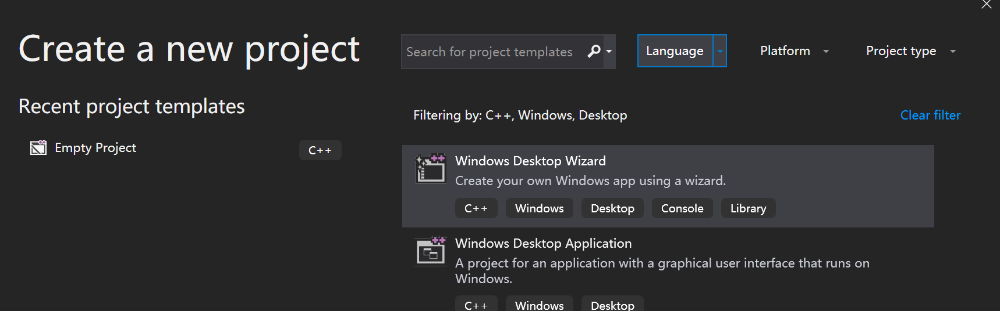 Create a new project
Search for project templates
Language
Platform
Project type
Recent project templates
Filtering by: C++, Windows, Desktop
Clear filter
Empty Project
C++
Windows Desktop Wizard
Create your own Windows app using a wizard.
C++ Windows Desktop Console Library
Windows Desktop Application
A project for an application with a graphical user interface that runs on
Windows.
C++ Windows Desktop